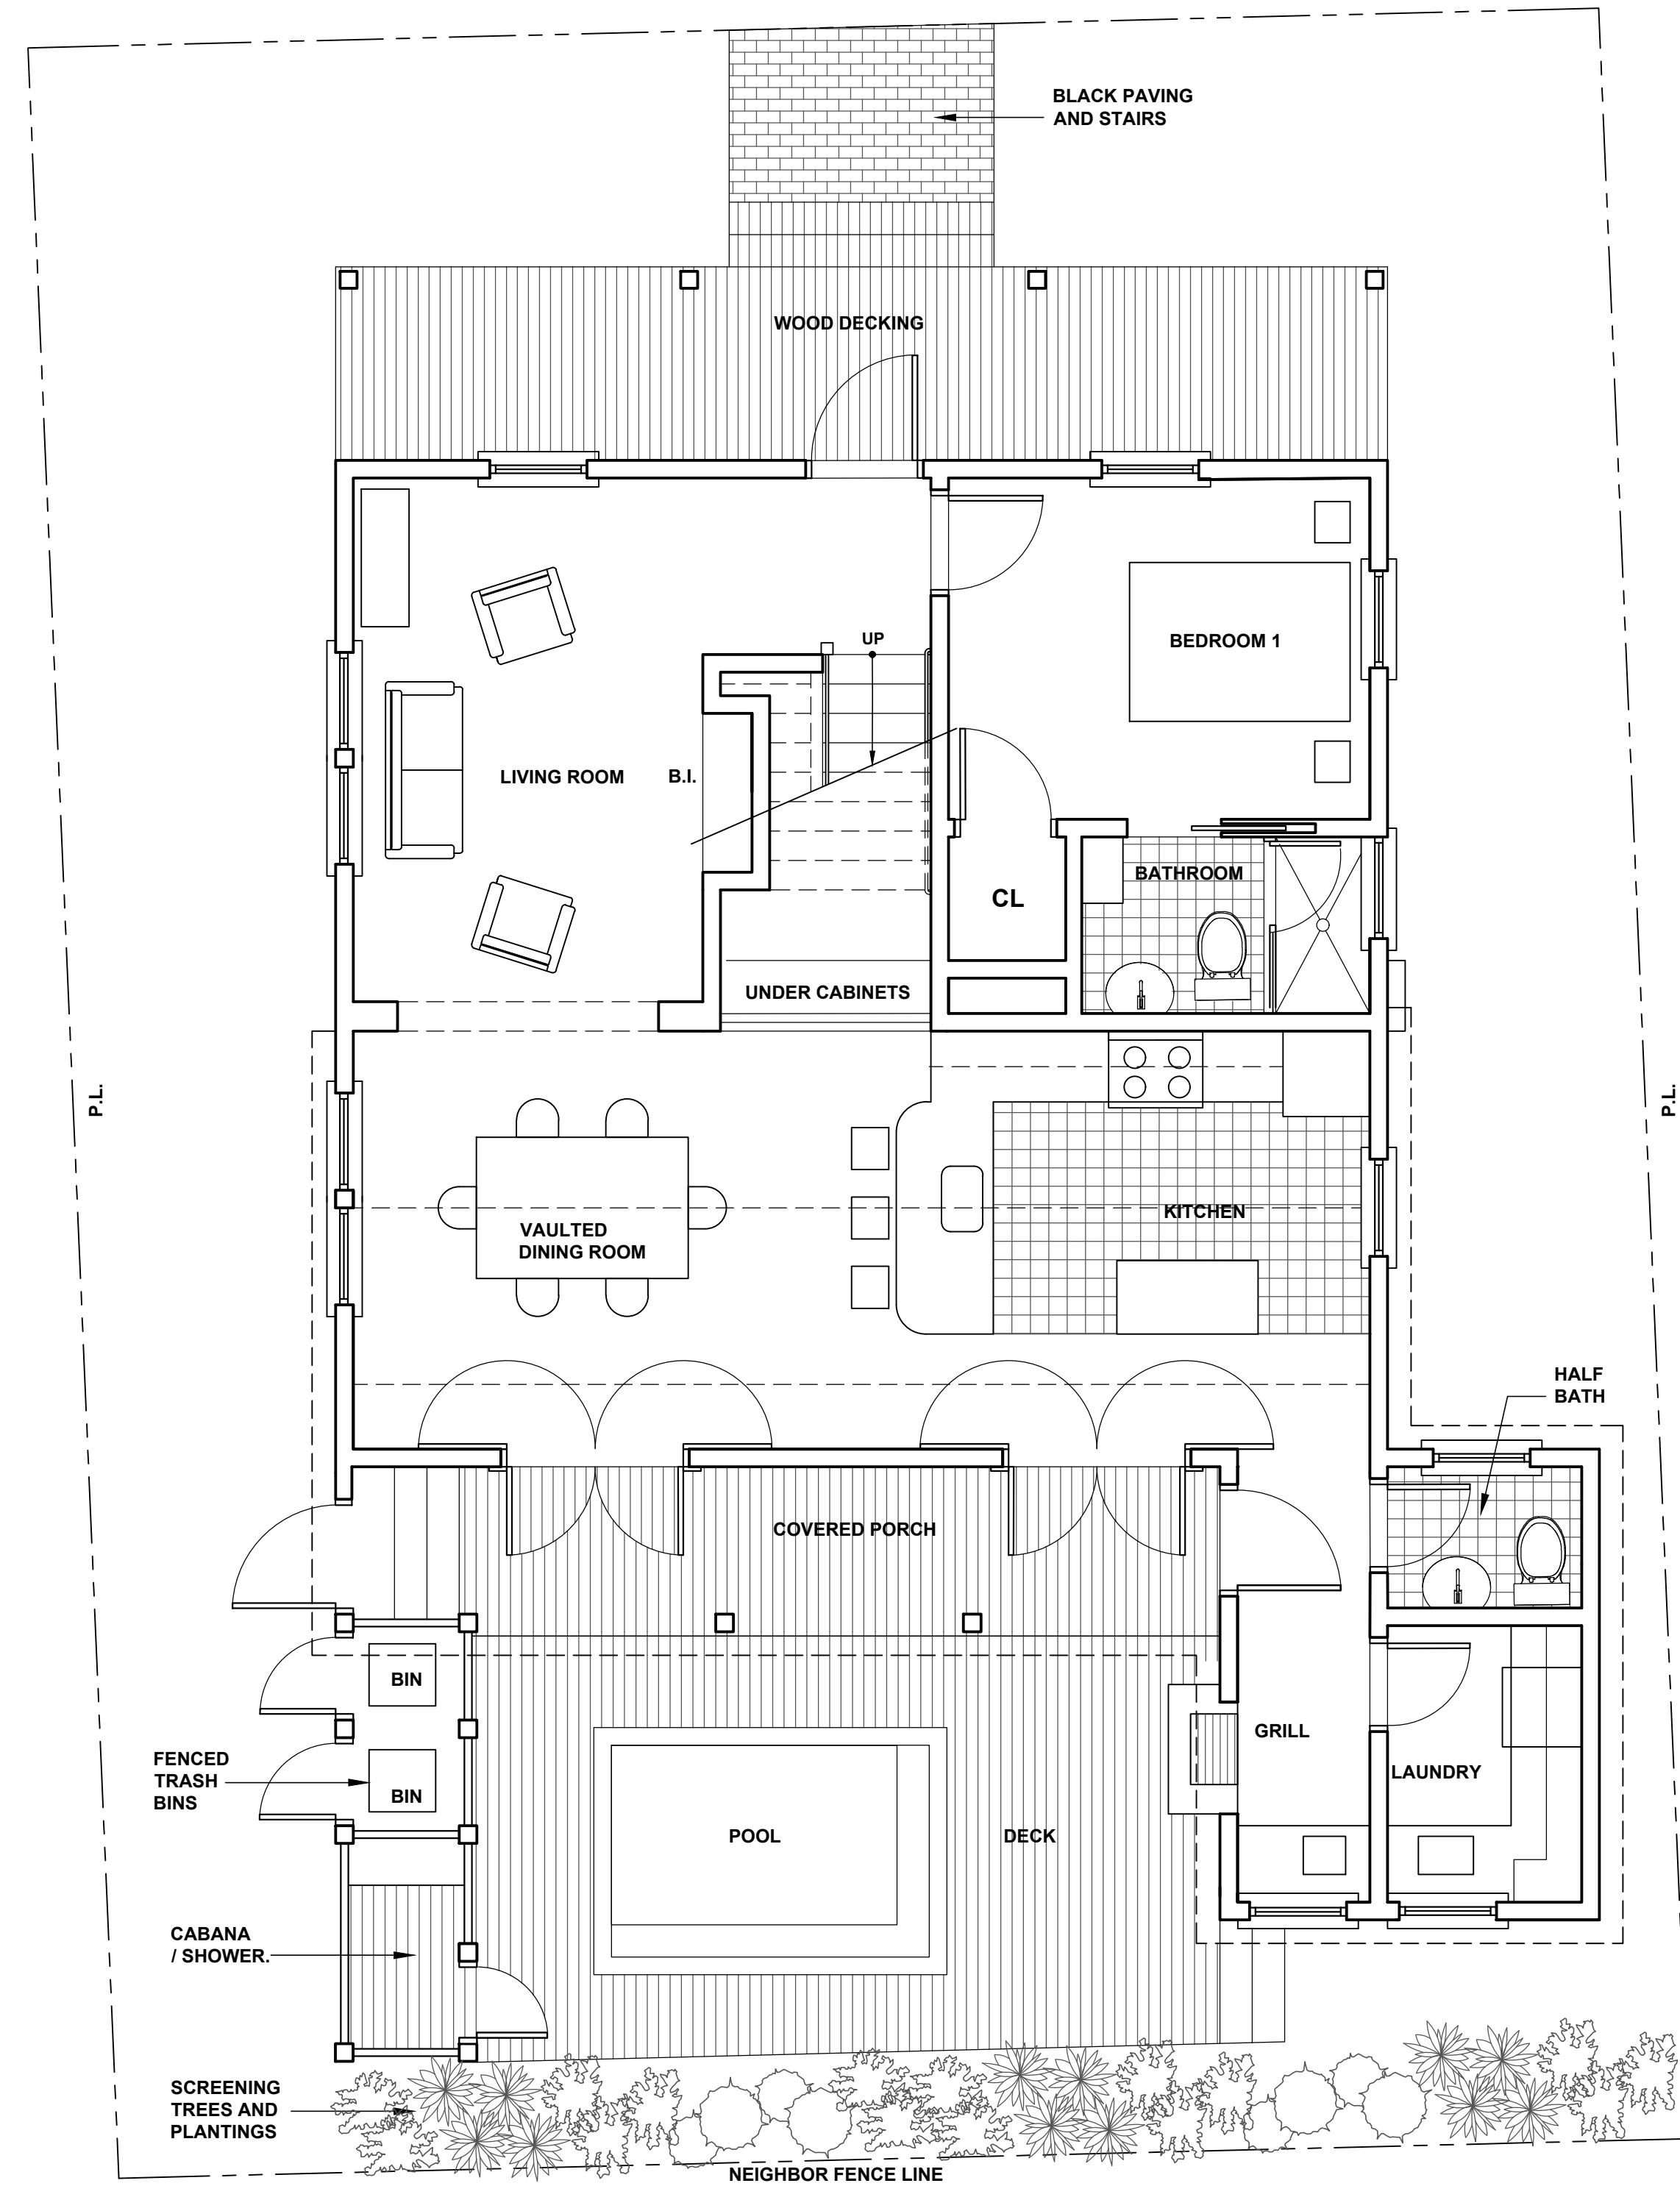 BLACK PAVING
AND STAIRS
WOOD DECKING
UP
BEDROOM 1
LIVING ROOM
B.I.
BATHROOM
CL
UNDER CABINETS
P.L.
P.L.
KITCHEN
VAULTED
DINING ROOM
HALF
BATH
COVERED PORCH
BIN
GRILL
FENCED
TRASH
BINS
LAUNDRY
BIN
POOL
DECK
CABANA
/ SHOWER.
SCREENING
TREES AND
PLANTINGS
NEIGHBOR FENCE LINE